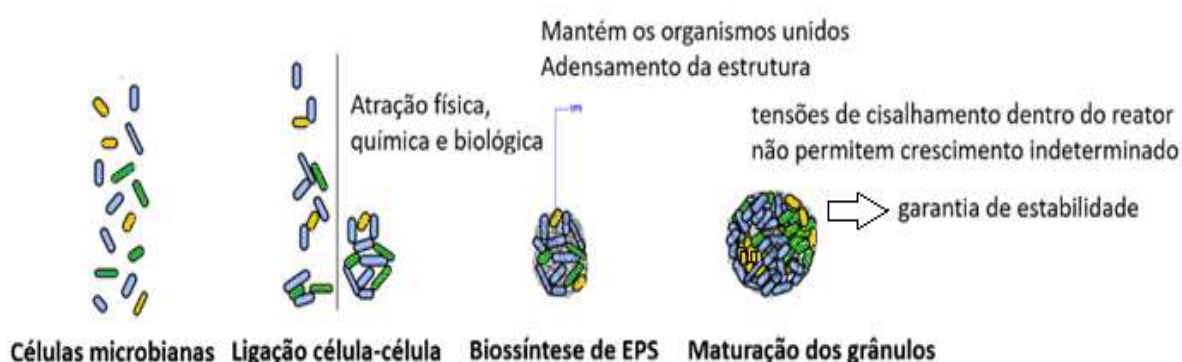 Mantém os organismos unidos
Adensamento da estrutura
Atração física,
química e biológica
EPS
tensões de cisalhamento dentro do reator
não permitem crescimento indeterminado
garantia de estabilidade
Células microbianas
Ligação célula-célula
Biossíntese de EPS
Maturação dos grânulos